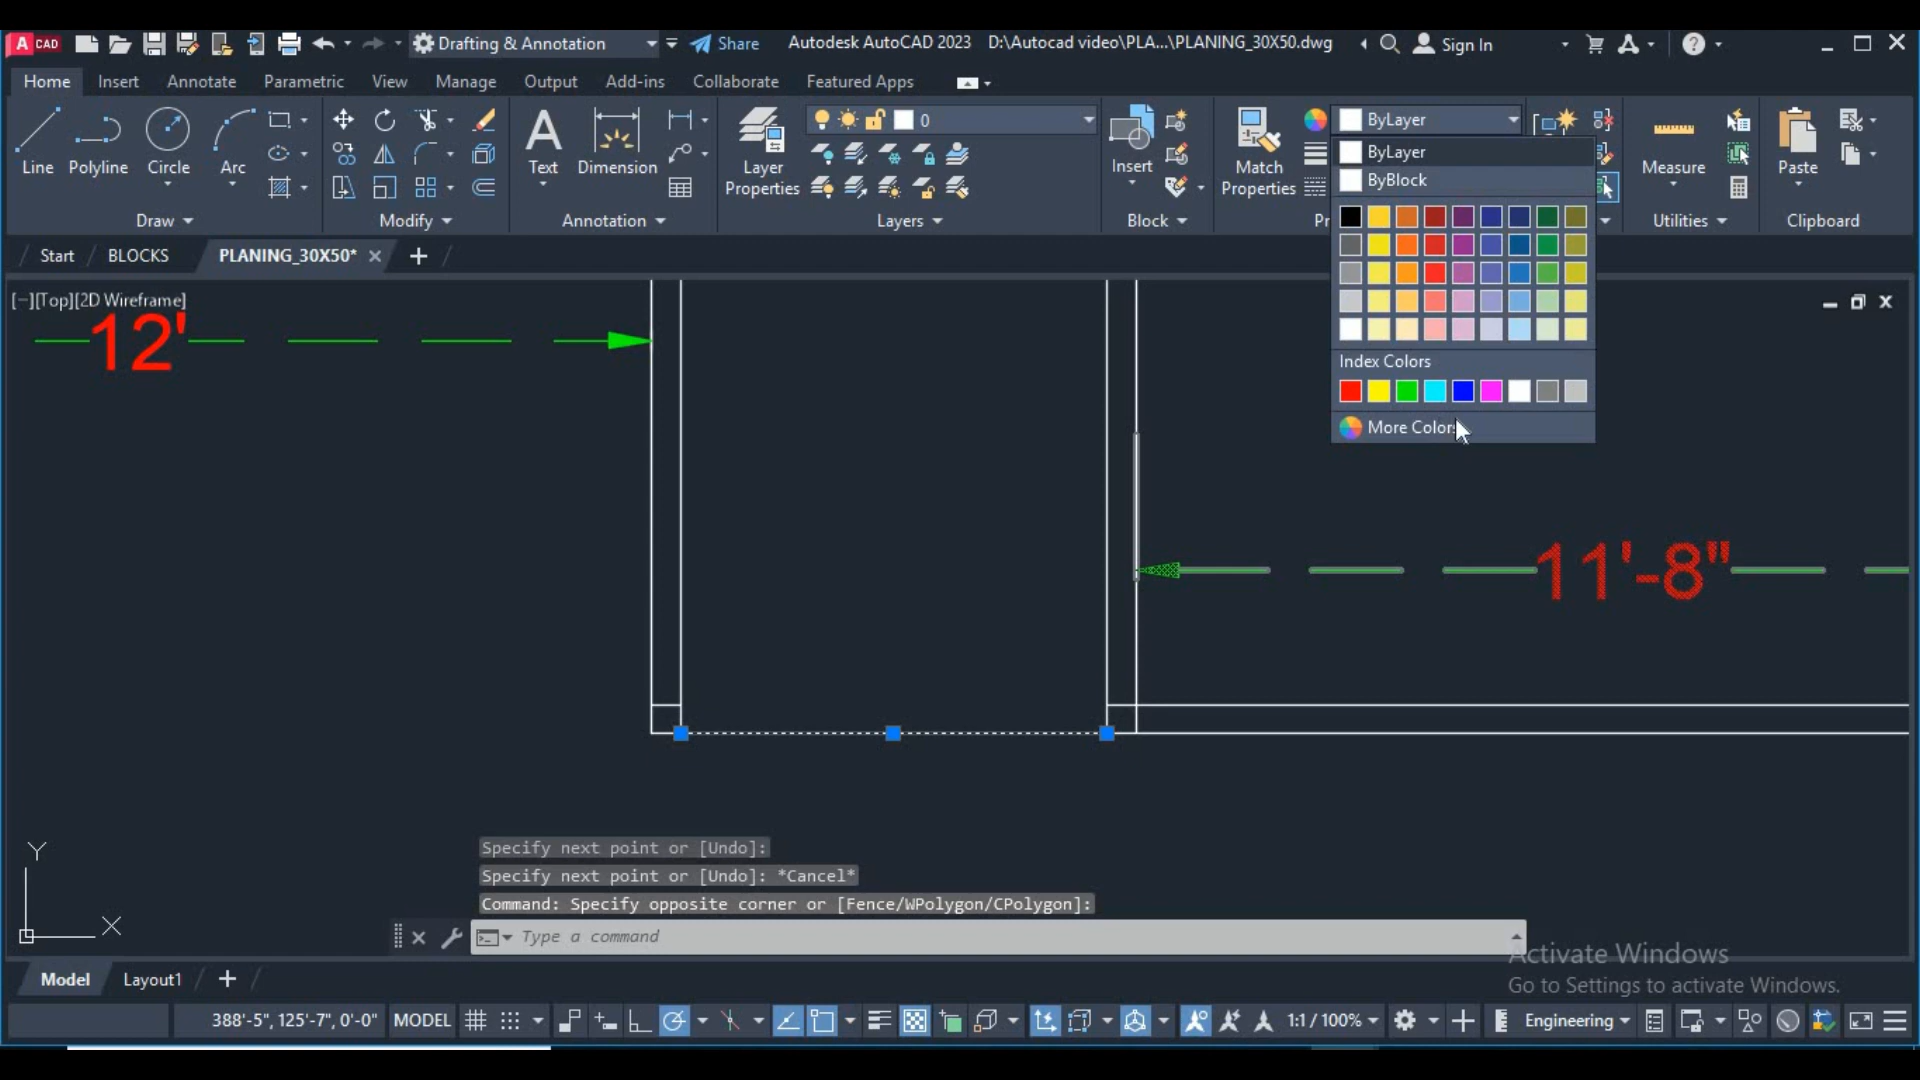 A CAD Drafting & Annotation Share Autodesk AutoCAD 2023 D:\Autocad video\PLA...\PLANING_30X50.dwg Sign In
Home Insert Annotate Parametric View Manage Output Add-ins Collaborate Featured Apps
0 ByLayer
Line Polyline Circle Arc Text Dimension Layer Properties Insert Match Properties Measure Paste
ByLayer
ByBlock
Draw Modify Annotation Layers Block Pr Utilities Clipboard
Start BLOCKS PLANING_30X50*
[−][Top][2D Wireframe]
12'
Index Colors
More Colors
11'-8"
Specify next point or [Undo]:
Specify next point or [Undo]: *Cancel*
Command: Specify opposite corner or [Fence/WPolygon/CPolygon]:
Type a command
Y
X
Activate Windows
Go to Settings to activate Windows.
Model Layout1
388'-5", 125'-7", 0'-0" MODEL 1:1 / 100% Engineering